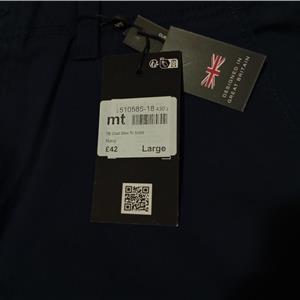 DESIGNED IN
GREAT BRITAIN
510585-18
mt
Navy
£42 Large